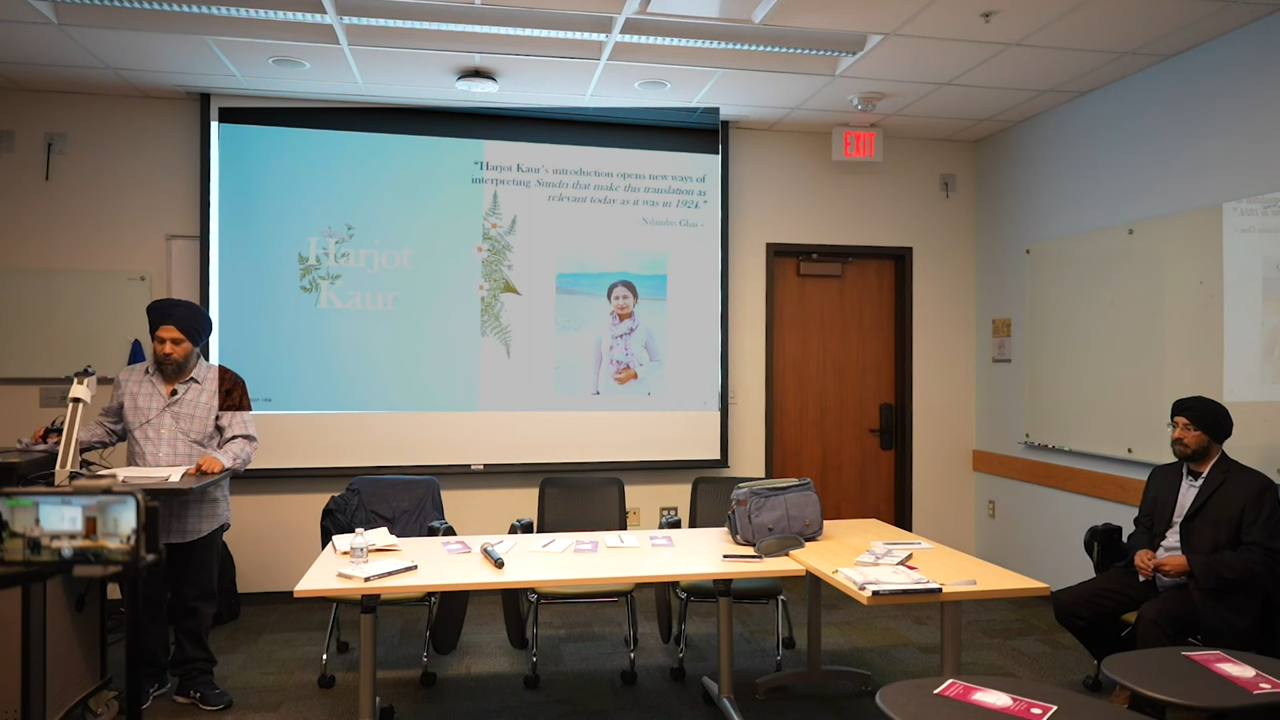 "Harjot Kaur's introduction opens new ways of
interpreting Sundri that make this translation as
relevant today as it was in 1924."
- Nilambri Ghai -
Harjot
Kaur
EXIT